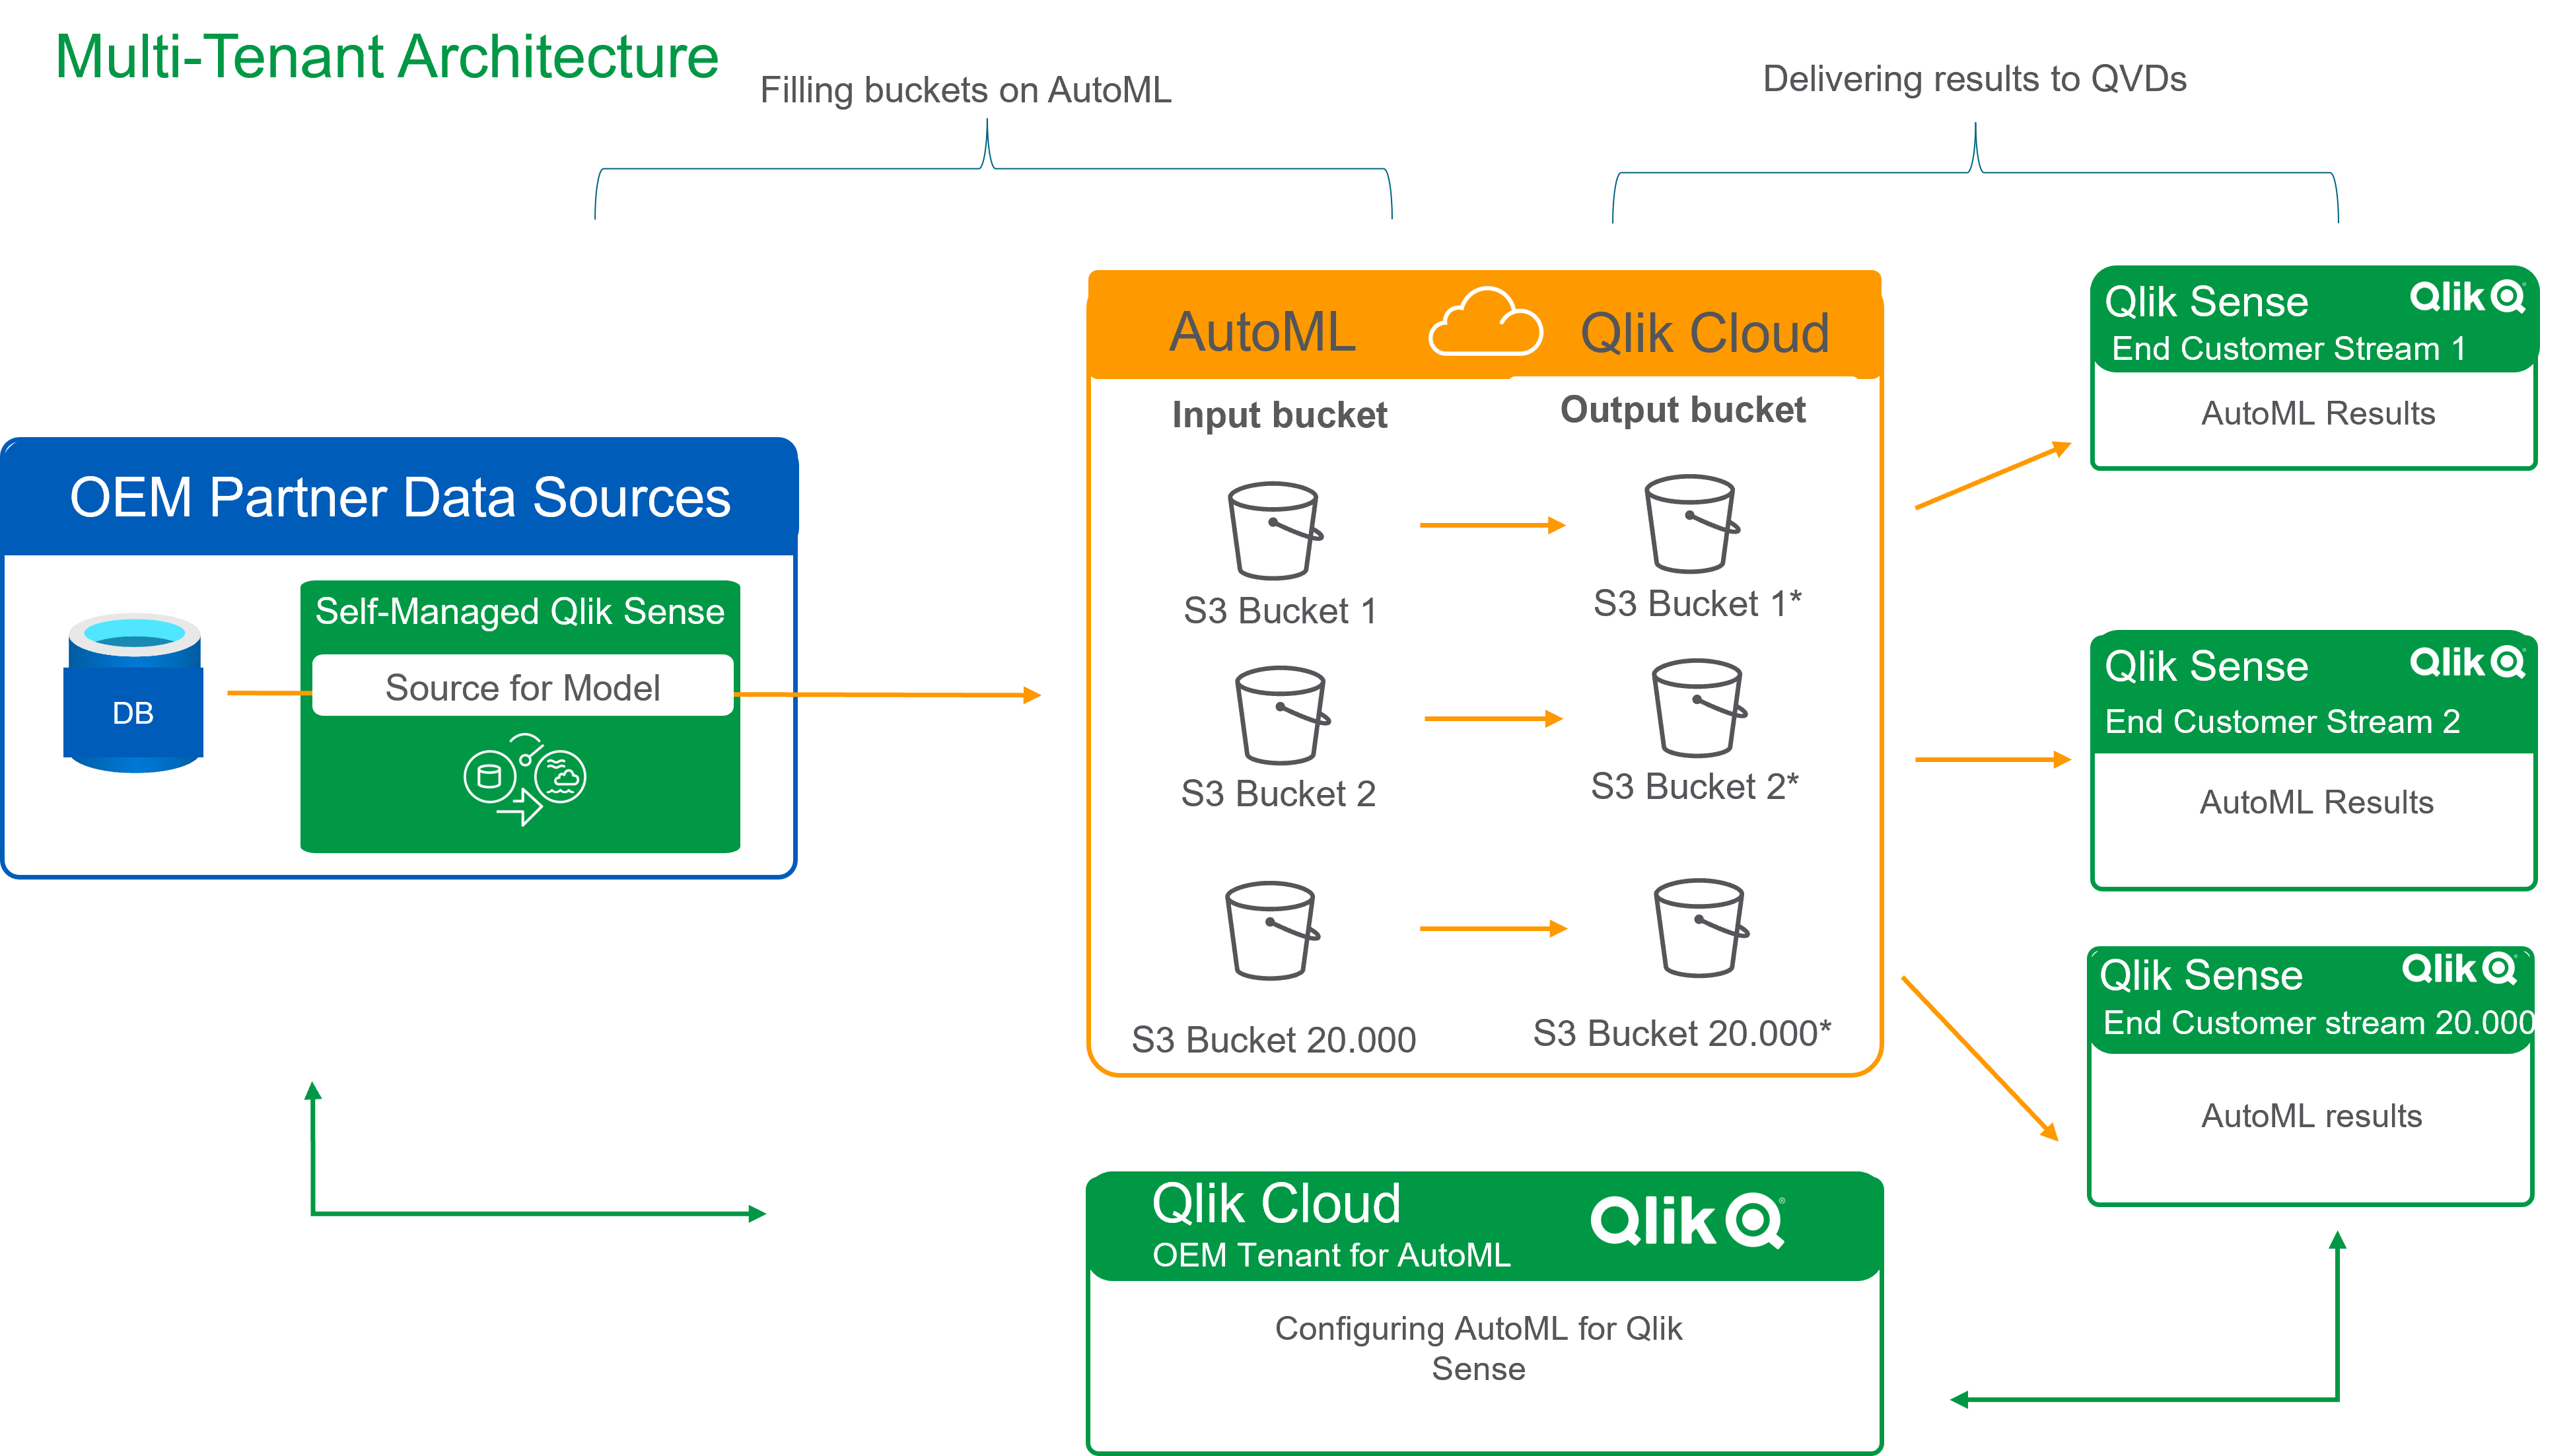 Multi-Tenant Architecture
Filling buckets on AutoML
Delivering results to QVDs
OEM Partner Data Sources
DB
Self-Managed Qlik Sense
Source for Model
AutoML
Qlik Cloud
Input bucket
Output bucket
S3 Bucket 1
S3 Bucket 1*
S3 Bucket 2
S3 Bucket 2*
S3 Bucket 20.000
S3 Bucket 20.000*
Qlik Sense
Qlik
End Customer Stream 1
AutoML Results
Qlik Sense
Qlik
End Customer Stream 2
AutoML Results
Qlik Sense
Qlik
End Customer stream 20.000
AutoML results
Qlik Cloud
Qlik
OEM Tenant for AutoML
Configuring AutoML for Qlik
Sense